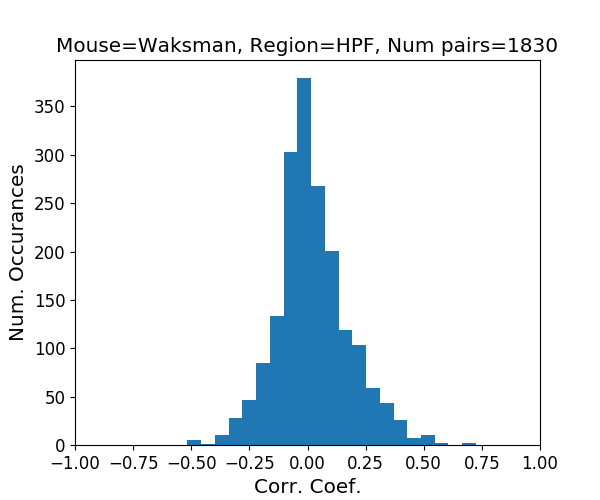 Mouse=Waksman, Region=HPF, Num pairs=1830
Num. Occurances
350
300
250
200
150
100
50
0
−1.00 −0.75 −0.50 −0.25 0.00 0.25 0.50 0.75 1.00
Corr. Coef.